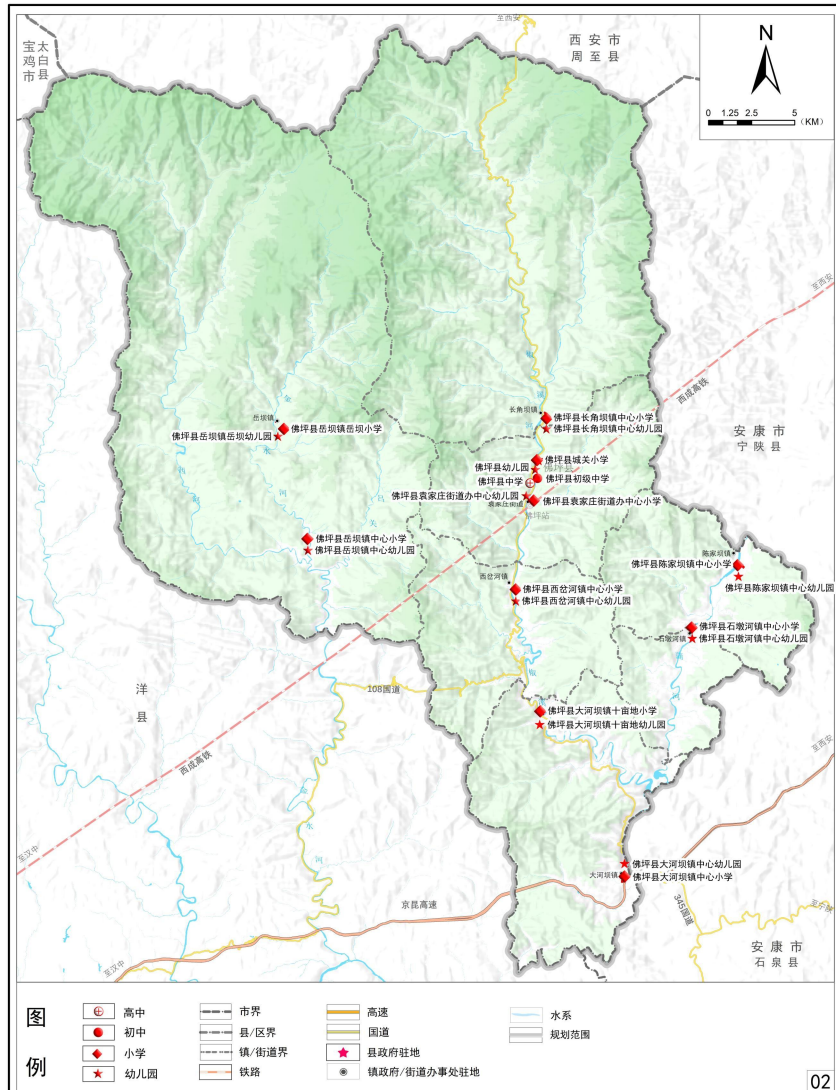 至西安
西安市
周至县
太白县
宝鸡市
N
0 1.25 2.5 5
（KM）
至西安
西成高铁
安康市
宁陕县
岳坝镇
佛坪县岳坝镇岳坝小学
佛坪县岳坝镇岳坝幼儿园
长角坝镇
佛坪县长角坝镇中心小学
佛坪县长角坝镇中心幼儿园
佛坪县城关小学
佛坪县幼儿园
佛坪县
佛坪县中学
佛坪县初级中学
佛坪县袁家庄街道办中心幼儿园
袁家庄街道
佛坪县袁家庄街道办中心小学
佛坪站
佛坪县岳坝镇中心小学
佛坪县岳坝镇中心幼儿园
陈家坝镇
佛坪县陈家坝镇中心小学
佛坪县陈家坝镇中心幼儿园
西岔河镇
佛坪县西岔河镇中心小学
佛坪县西岔河镇中心幼儿园
佛坪县石墩河镇中心小学
石墩河镇
佛坪县石墩河镇中心幼儿园
洋县
108国道
佛坪县大河坝镇十亩地小学
佛坪县大河坝镇十亩地幼儿园
至西安
西成高铁
至汉中
佛坪县大河坝镇中心幼儿园
大河坝镇
佛坪县大河坝镇中心小学
京昆高速
345国道
至宁陕
至汉中
安康市
石泉县
图例
高中
初中
小学
幼儿园
市界
县/区界
镇/街道界
铁路
高速
国道
县政府驻地
镇政府/街道办事处驻地
水系
规划范围
02